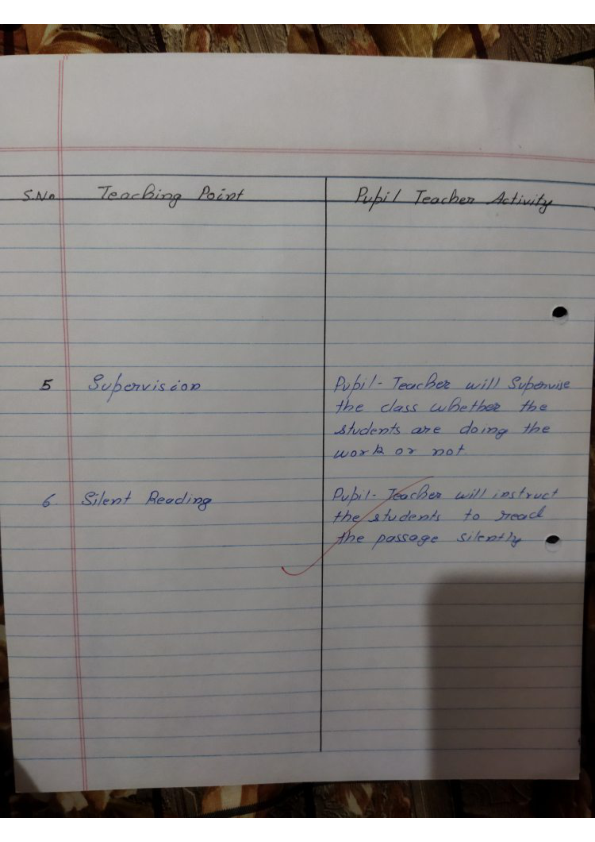 S.No Teaching Point Pupil Teacher Activity
5 Supervision Pupil-Teacher will Supervise
the class whether the
students are doing the
work or not
6. Silent Reading Pupil-Teacher will instruct
the students to read
the passage silently